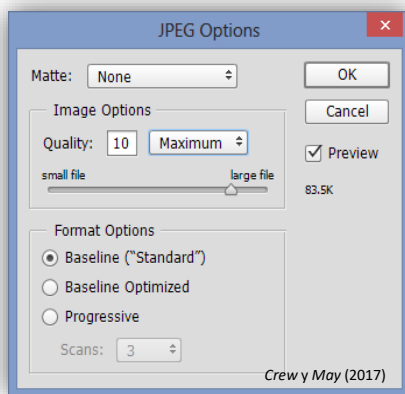 JPEG Options
Matte: None
OK
Image Options
Cancel
Quality: 10 Maximum
Preview
small file large file
83.5K
Format Options
Baseline ("Standard")
Baseline Optimized
Progressive
Scans: 3
Crew y May (2017)